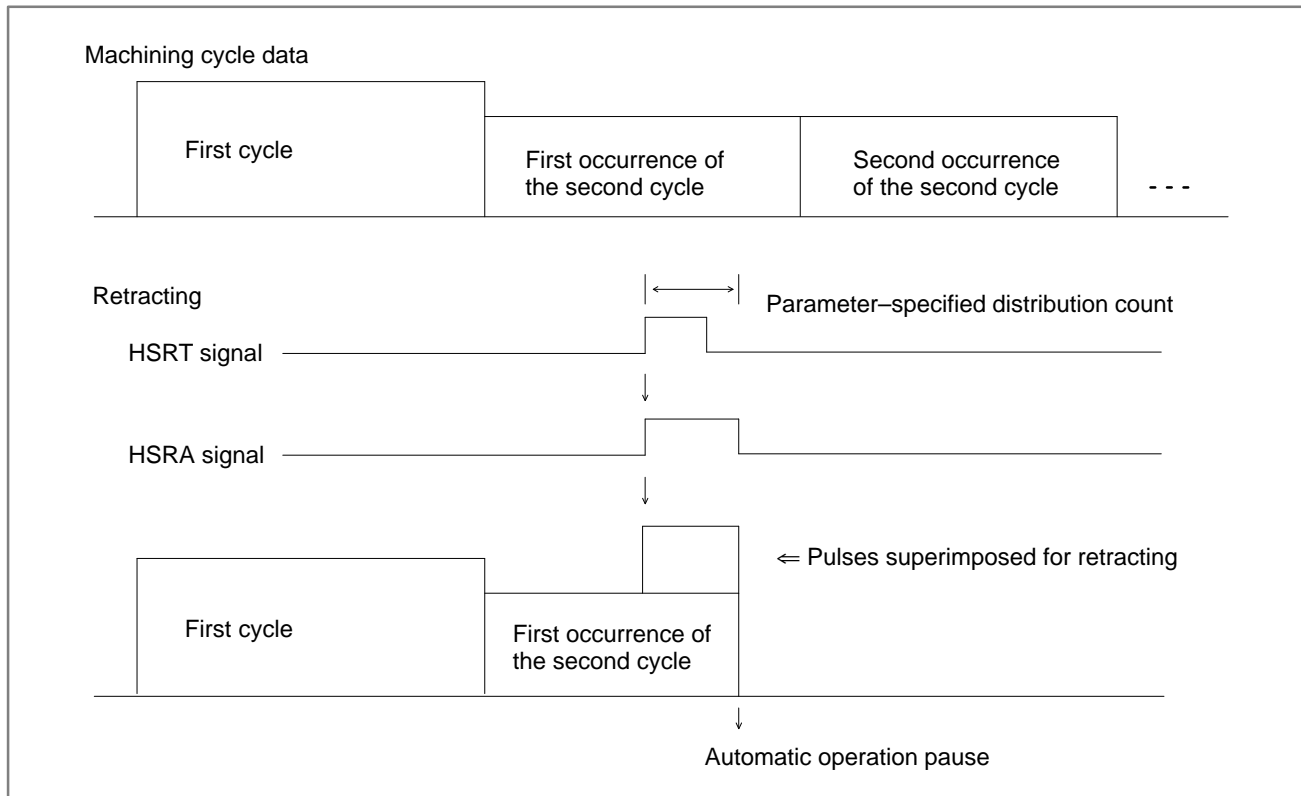 Machining cycle data
First cycle
First occurrence of
the second cycle
Second occurrence
of the second cycle
- - -
Retracting
Parameter–specified distribution count
HSRT signal
HSRA signal
⇐ Pulses superimposed for retracting
First cycle
First occurrence of
the second cycle
Automatic operation pause